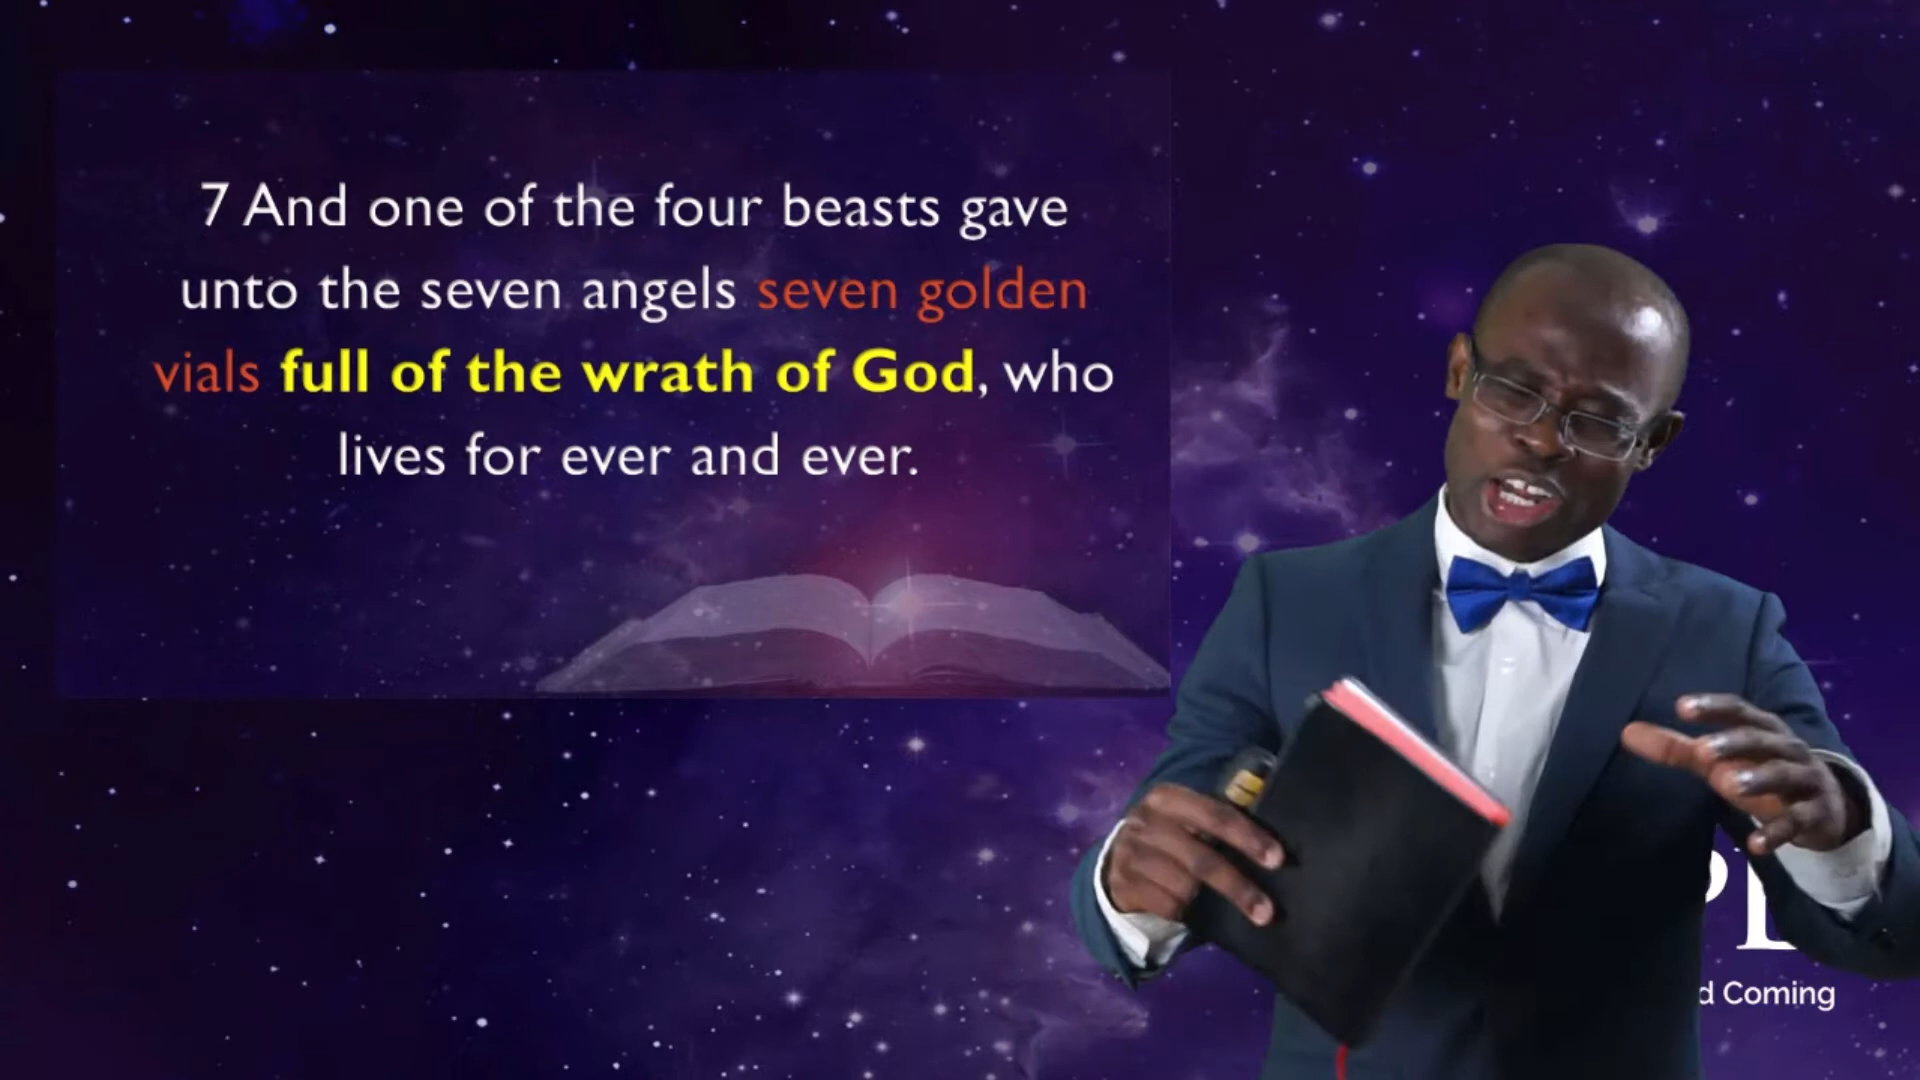 7 And one of the four beasts gave
unto the seven angels seven golden
vials full of the wrath of God, who
lives for ever and ever.
Coming